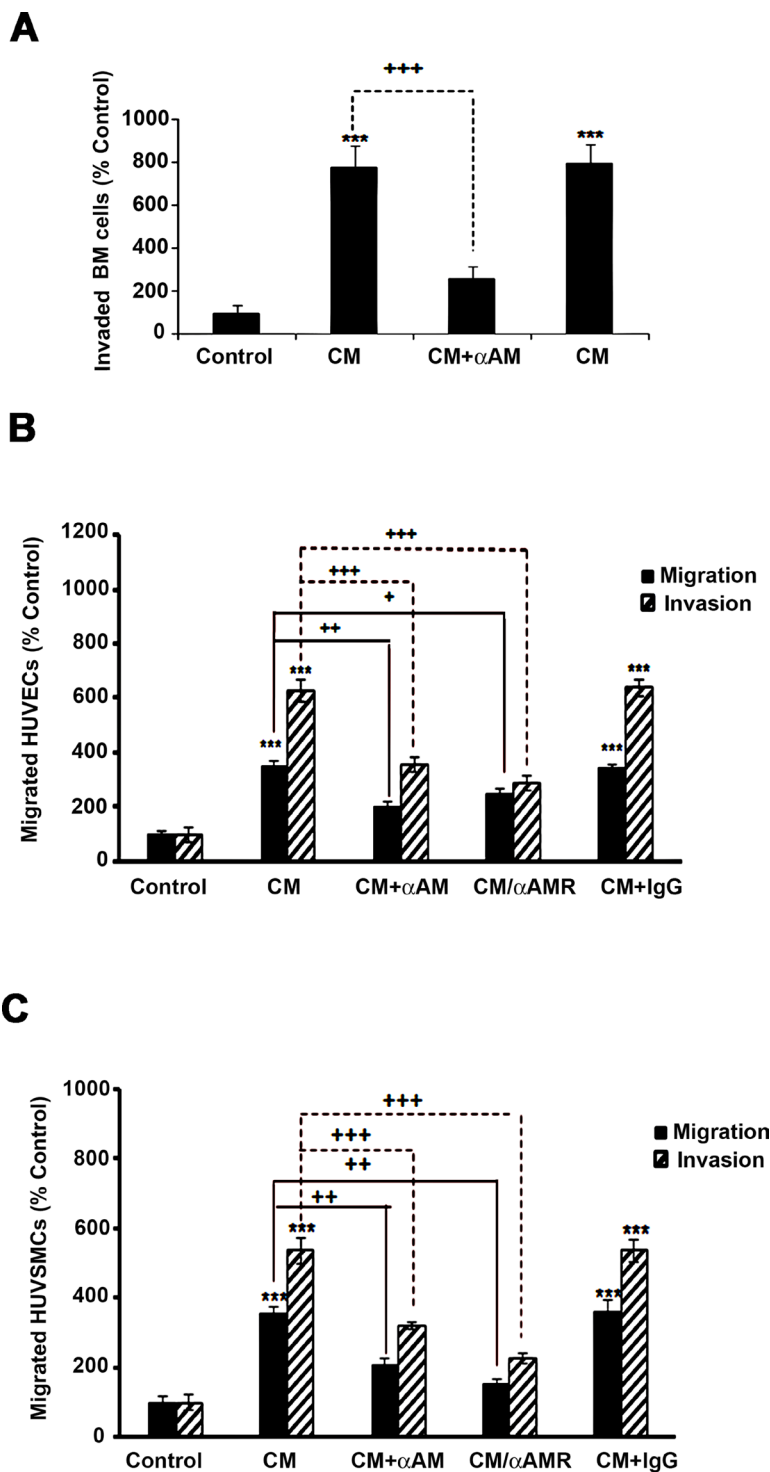 A
+++
1000
800
600
400
200
0
Invaded BM cells (% Control)
***
***
Control CM CM+αAM CM
B
1200
1000
800
600
400
200
0
Migrated HUVECs (% Control)
+++
+++
+
++
Migration
Invasion
***
***
***
***
Control CM CM+αAM CM/αAMR CM+IgG
C
1000
800
600
400
200
0
Migrated HUVSMCs (% Control)
+++
+++
++
++
Migration
Invasion
***
***
***
***
Control CM CM+αAM CM/αAMR CM+IgG